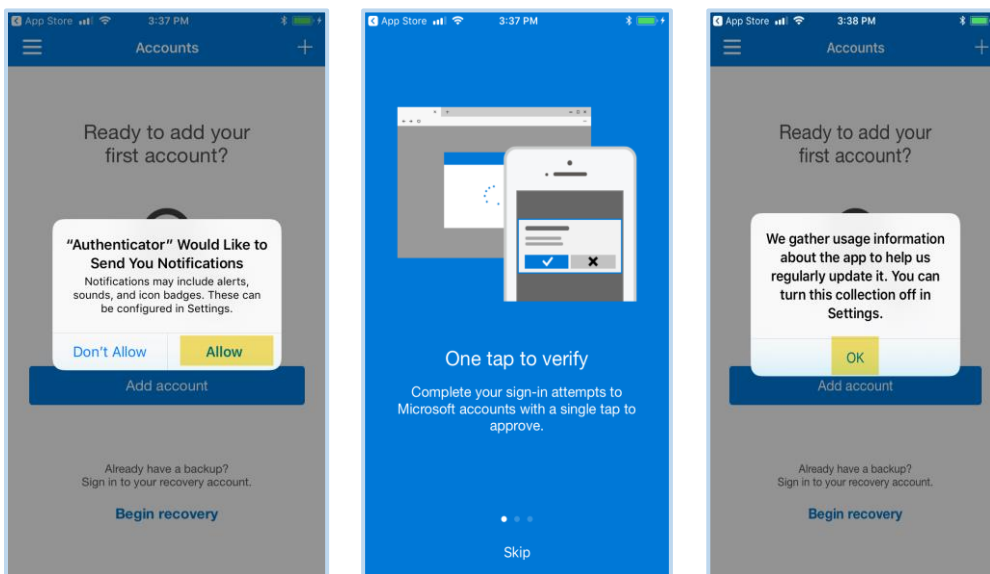 App Store 3:37 PM
Accounts
Ready to add your
first account?
“Authenticator” Would Like to
Send You Notifications
Notifications may include alerts,
sounds, and icon badges. These can
be configured in Settings.
Don’t Allow Allow
Add account
Already have a backup?
Sign in to your recovery account.
Begin recovery
App Store 3:37 PM
One tap to verify
Complete your sign-in attempts to
Microsoft accounts with a single tap to
approve.
Skip
App Store 3:38 PM
Accounts
Ready to add your
first account?
We gather usage information
about the app to help us
regularly update it. You can
turn this collection off in
Settings.
OK
Add account
Already have a backup?
Sign in to your recovery account.
Begin recovery